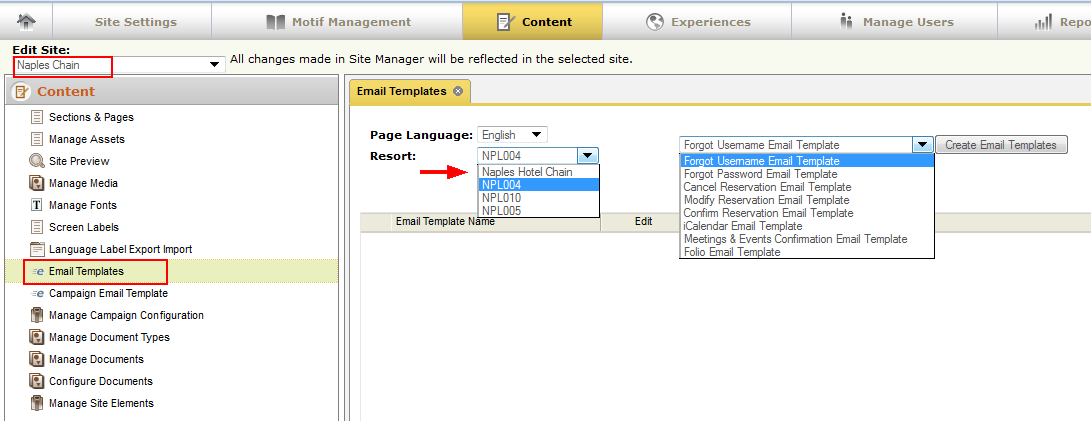 Site Settings
Motif Management
Content
Experiences
Manage Users
Repo
Edit Site:
Naples Chain
All changes made in Site Manager will be reflected in the selected site.
Content
Sections & Pages
Manage Assets
Site Preview
Manage Media
Manage Fonts
Screen Labels
Language Label Export Import
Email Templates
Campaign Email Template
Manage Campaign Configuration
Manage Document Types
Manage Documents
Configure Documents
Manage Site Elements
Email Templates
Page Language: English
Resort: NPL004
Naples Hotel Chain
NPL004
NPL010
NPL005
Forgot Username Email Template
Create Email Templates
Forgot Username Email Template
Forgot Password Email Template
Cancel Reservation Email Template
Modify Reservation Email Template
Confirm Reservation Email Template
iCalendar Email Template
Meetings & Events Confirmation Email Template
Folio Email Template
Email Template Name
Edit